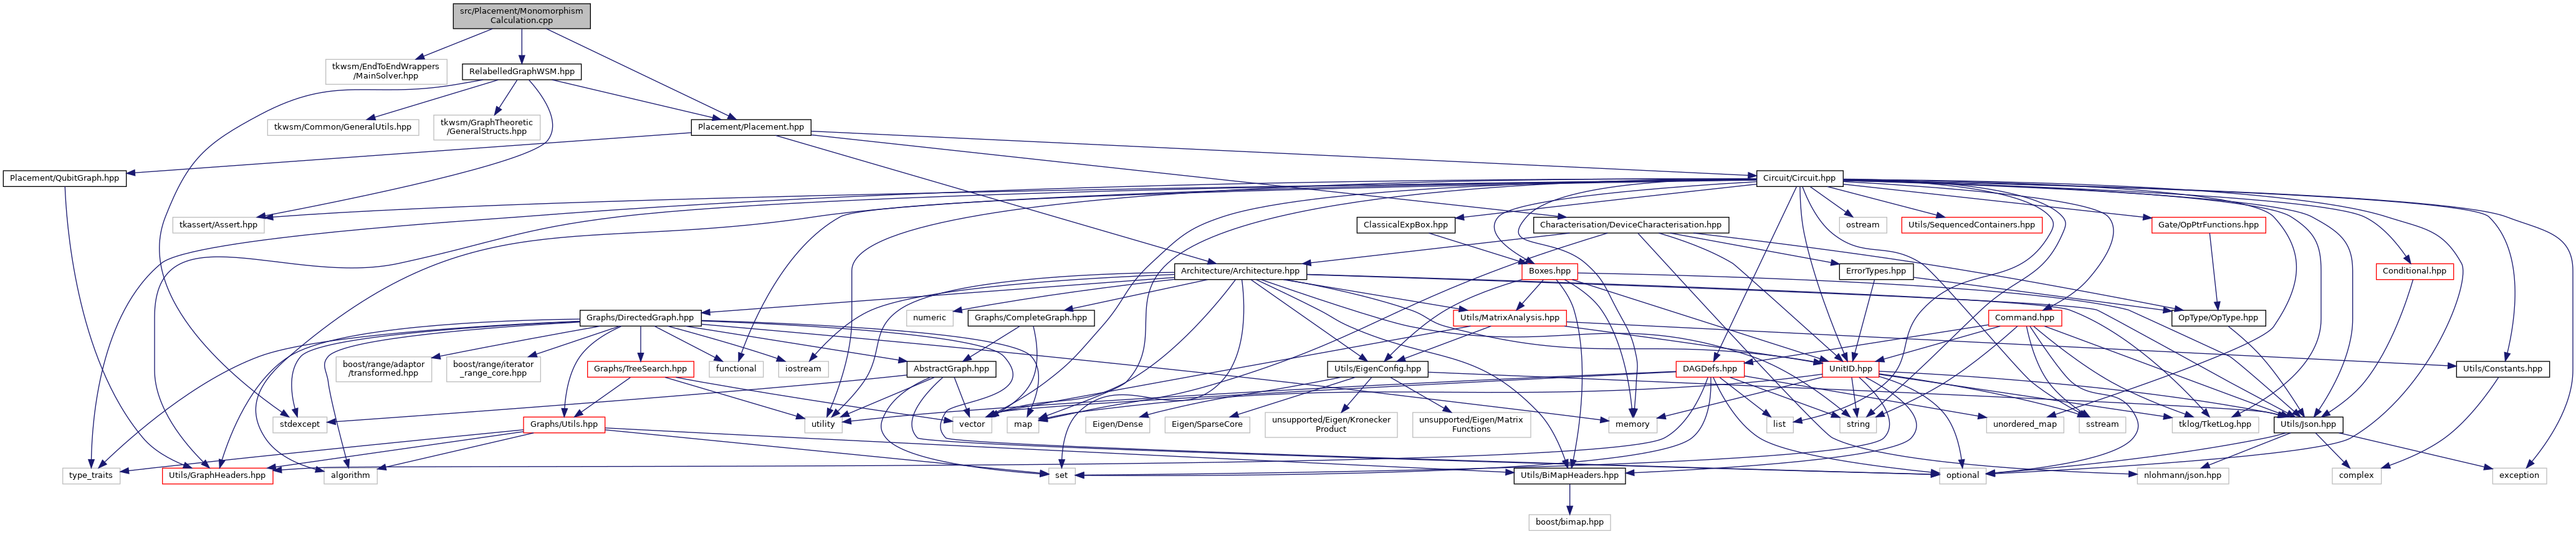 src/Placement/Monomorphism
Calculation.cpp
tkwsm/EndToEndWrappers
/MainSolver.hpp
RelabelledGraphWSM.hpp
tkwsm/Common/GeneralUtils.hpp
tkwsm/GraphTheoretic
/GeneralStructs.hpp
Placement/Placement.hpp
Placement/QubitGraph.hpp
Circuit/Circuit.hpp
tkassert/Assert.hpp
ClassicalExpBox.hpp
Characterisation/DeviceCharacterisation.hpp
ostream
Utils/SequencedContainers.hpp
Gate/OpPtrFunctions.hpp
Architecture/Architecture.hpp
Boxes.hpp
ErrorTypes.hpp
Conditional.hpp
Graphs/DirectedGraph.hpp
numeric
Graphs/CompleteGraph.hpp
Utils/MatrixAnalysis.hpp
Command.hpp
OpType/OpType.hpp
boost/range/adaptor
/transformed.hpp
boost/range/iterator
_range_core.hpp
Graphs/TreeSearch.hpp
functional
iostream
AbstractGraph.hpp
Utils/EigenConfig.hpp
DAGDefs.hpp
UnitID.hpp
Utils/Constants.hpp
stdexcept
Graphs/Utils.hpp
utility
vector
map
Eigen/Dense
Eigen/SparseCore
unsupported/Eigen/Kronecker
Product
unsupported/Eigen/Matrix
Functions
memory
list
string
unordered_map
sstream
tklog/TketLog.hpp
Utils/Json.hpp
type_traits
Utils/GraphHeaders.hpp
algorithm
set
Utils/BiMapHeaders.hpp
optional
nlohmann/json.hpp
complex
exception
boost/bimap.hpp